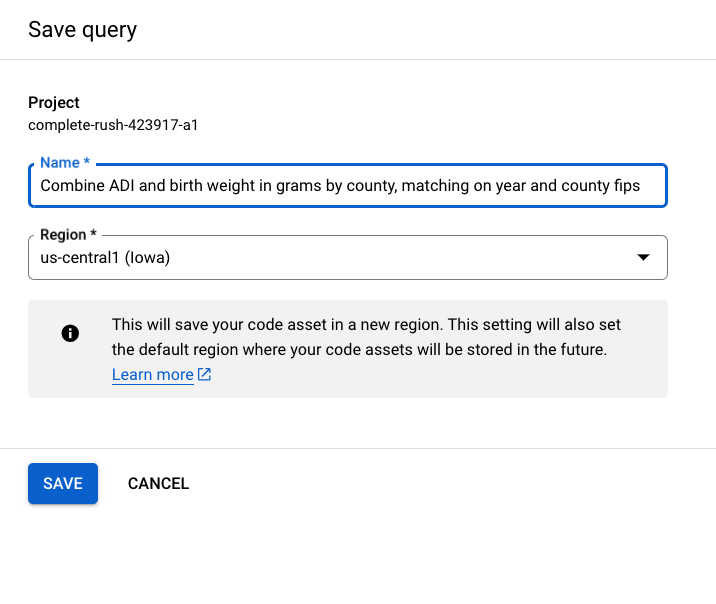 Save query
Project
complete-rush-423917-a1
Name *
Combine ADI and birth weight in grams by county, matching on year and county fips
Region *
us-central1 (Iowa)
This will save your code asset in a new region. This setting will also set
the default region where your code assets will be stored in the future.
Learn more
SAVE CANCEL